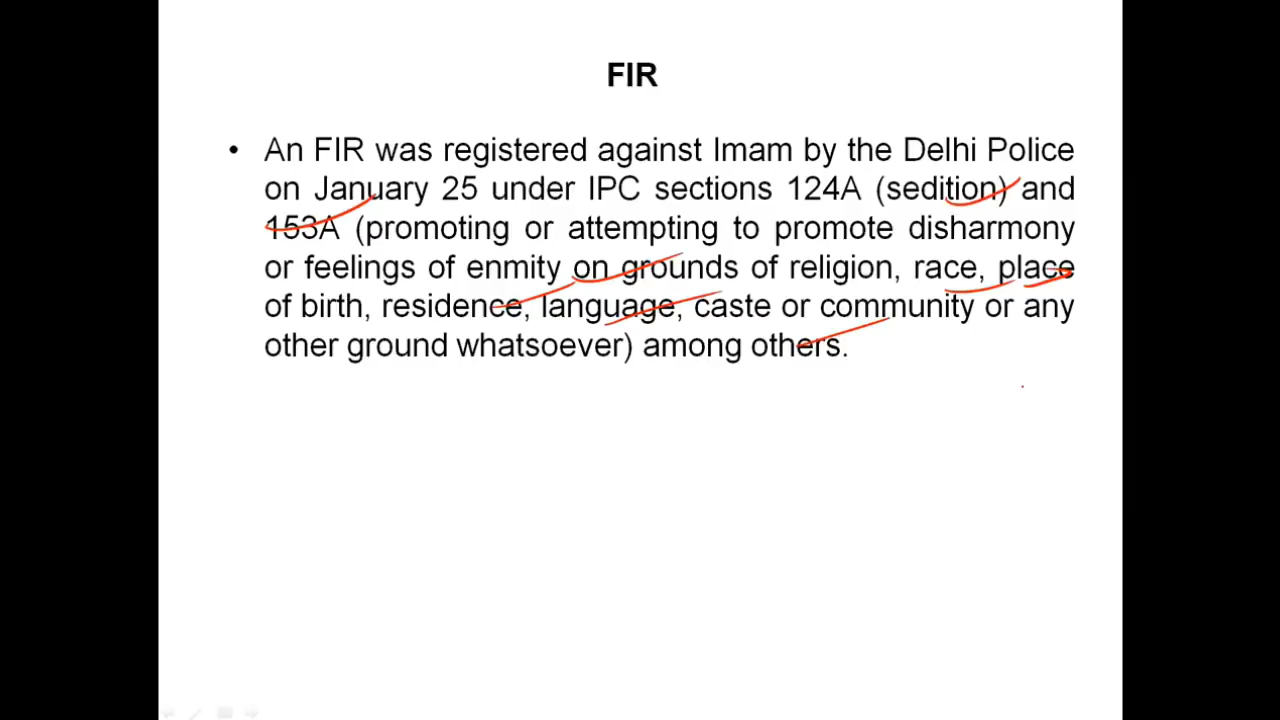 FIR
• An FIR was registered against Imam by the Delhi Police
on January 25 under IPC sections 124A (sedition) and
153A (promoting or attempting to promote disharmony
or feelings of enmity on grounds of religion, race, place
of birth, residence, language, caste or community or any
other ground whatsoever) among others.